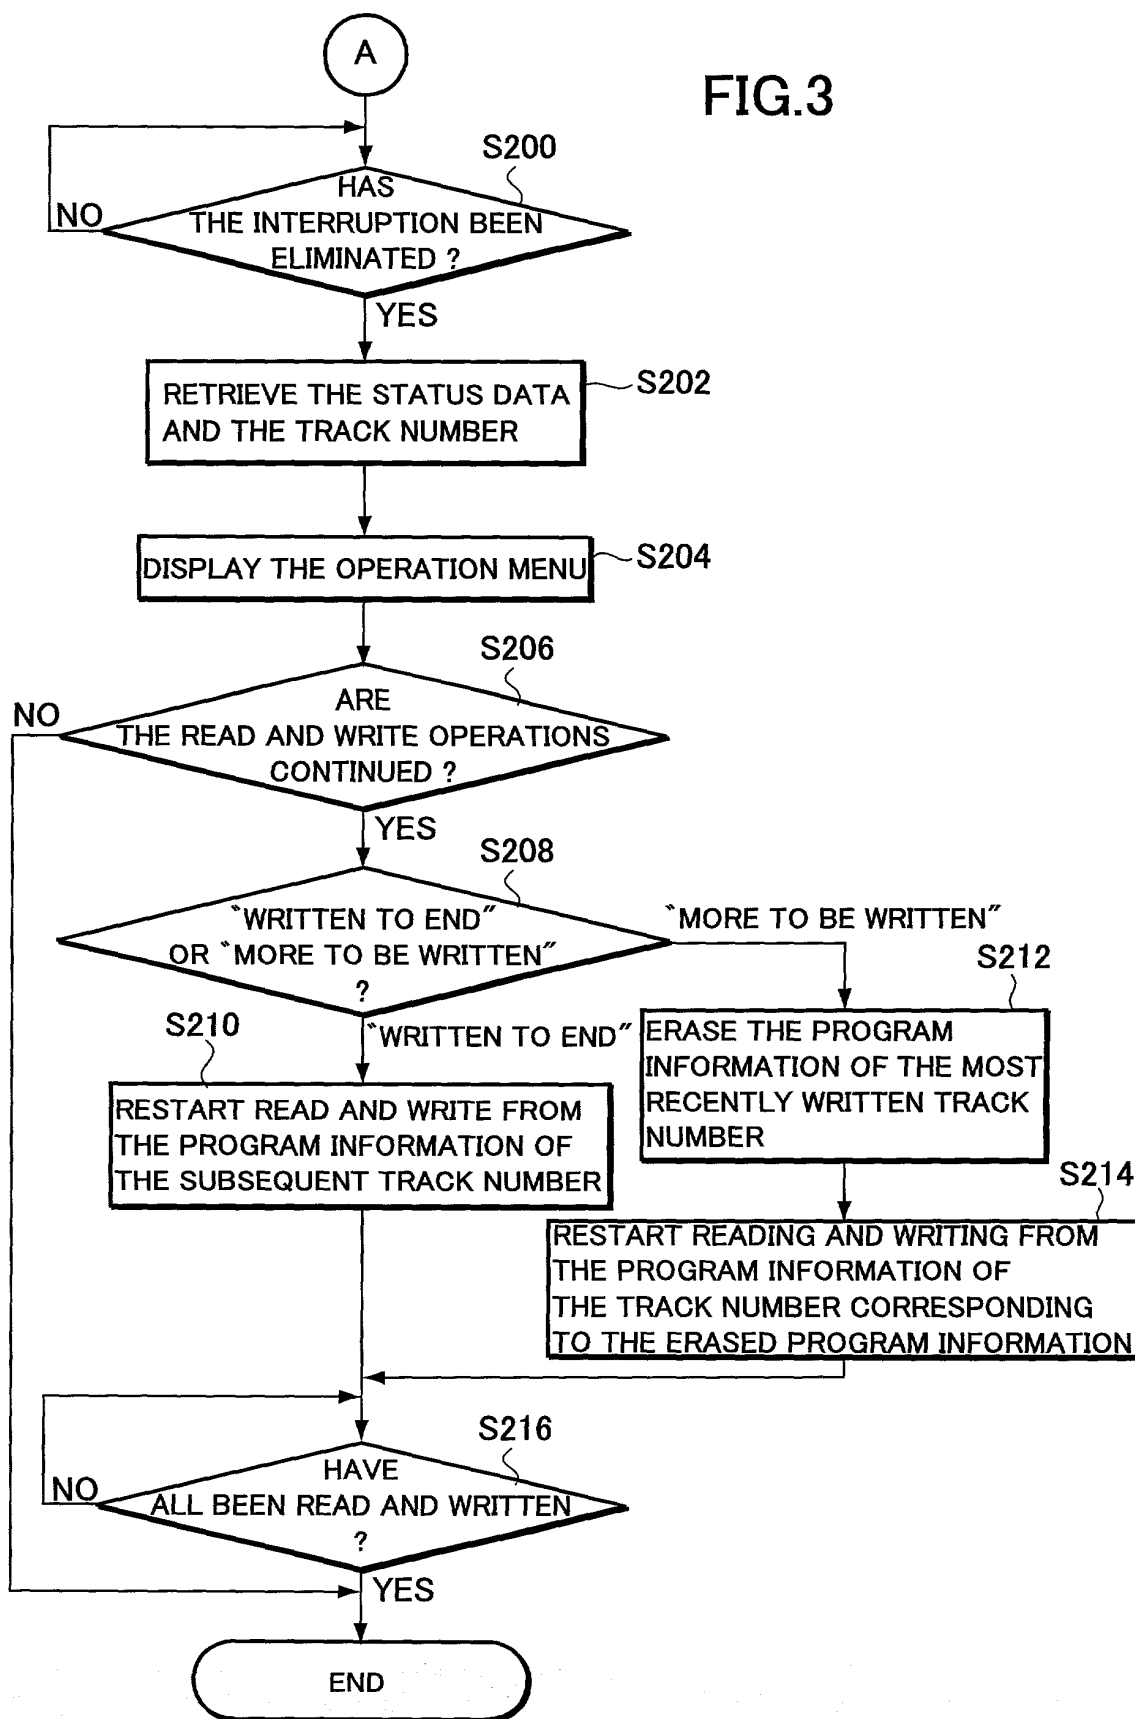 A
FIG.3
S200
HAS
THE INTERRUPTION BEEN
ELIMINATED ?
NO
YES
S202
RETRIEVE THE STATUS DATA
AND THE TRACK NUMBER
S204
DISPLAY THE OPERATION MENU
S206
ARE
THE READ AND WRITE OPERATIONS
CONTINUED ?
NO
YES
S208
"WRITTEN TO END"
OR "MORE TO BE WRITTEN"
?
"MORE TO BE WRITTEN"
"WRITTEN TO END"
S210
RESTART READ AND WRITE FROM
THE PROGRAM INFORMATION OF
THE SUBSEQUENT TRACK NUMBER
S212
ERASE THE PROGRAM
INFORMATION OF THE MOST
RECENTLY WRITTEN TRACK
NUMBER
S214
RESTART READING AND WRITING FROM
THE PROGRAM INFORMATION OF
THE TRACK NUMBER CORRESPONDING
TO THE ERASED PROGRAM INFORMATION
S216
HAVE
ALL BEEN READ AND WRITTEN
?
NO
YES
END